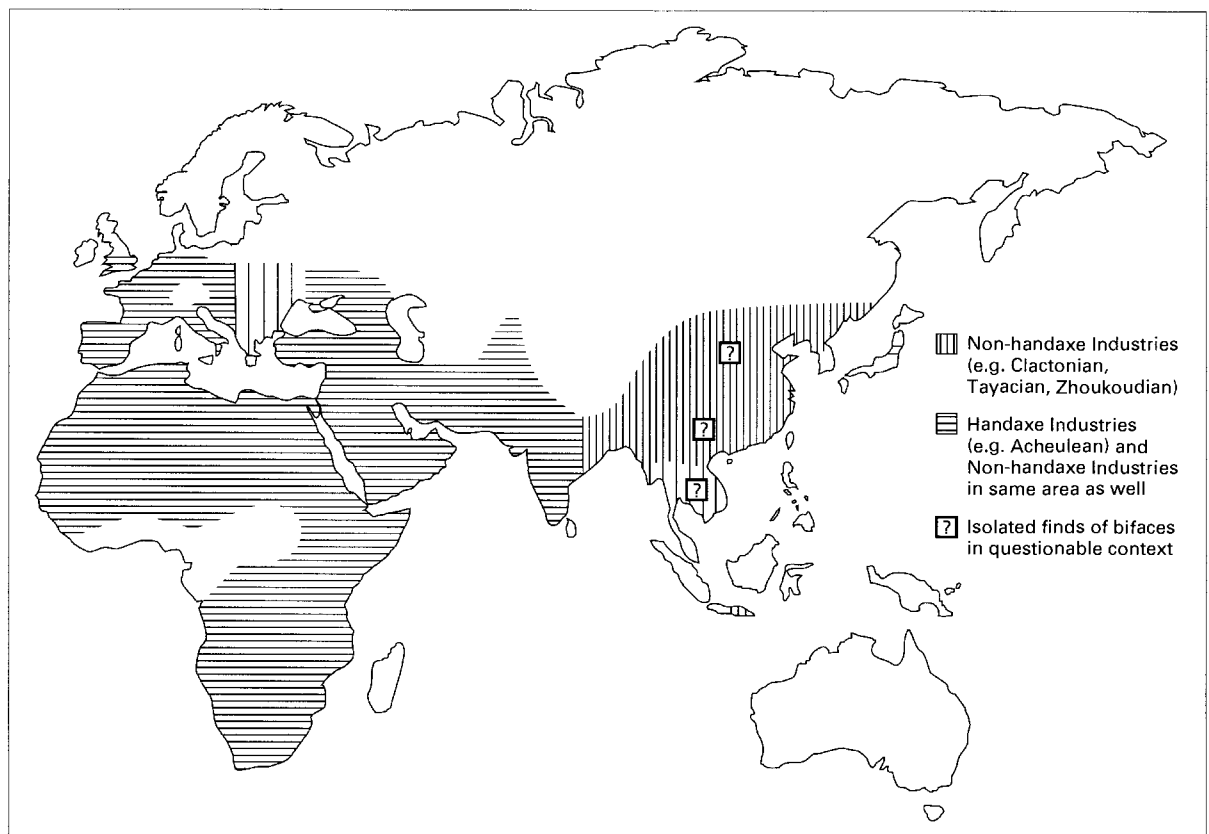 ?
?
?
Non-handaxe Industries
(e.g. Clactonian,
Tayacian, Zhoukoudian)
Handaxe Industries
(e.g. Acheulean) and
Non-handaxe Industries
in same area as well
? Isolated finds of bifaces
in questionable context